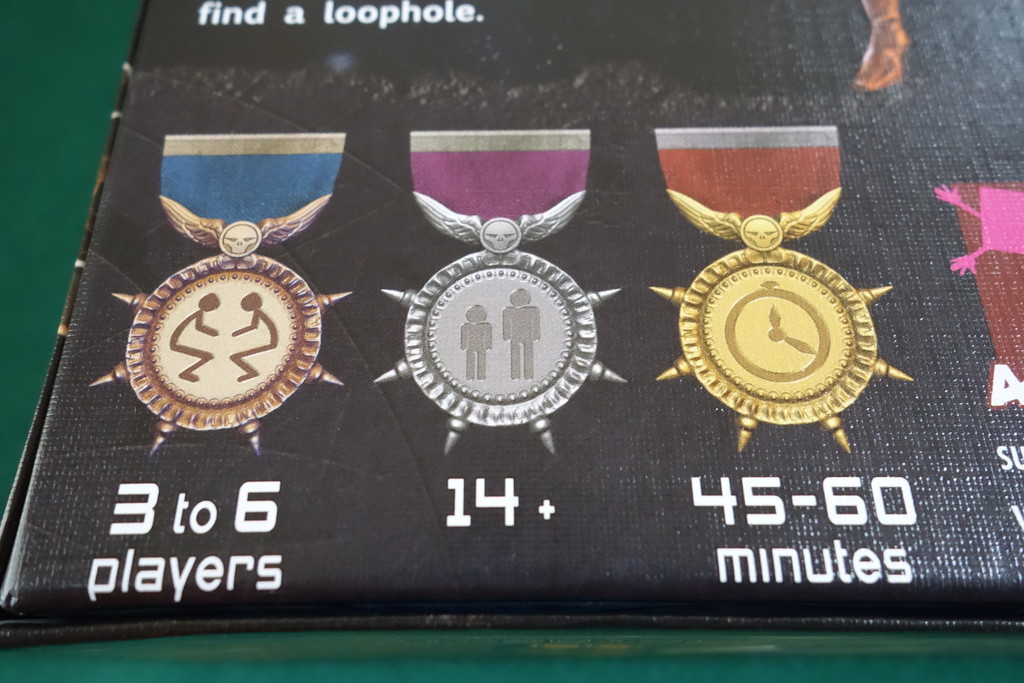 find a loophole.
3 to 6
players
14+
45-60
minutes